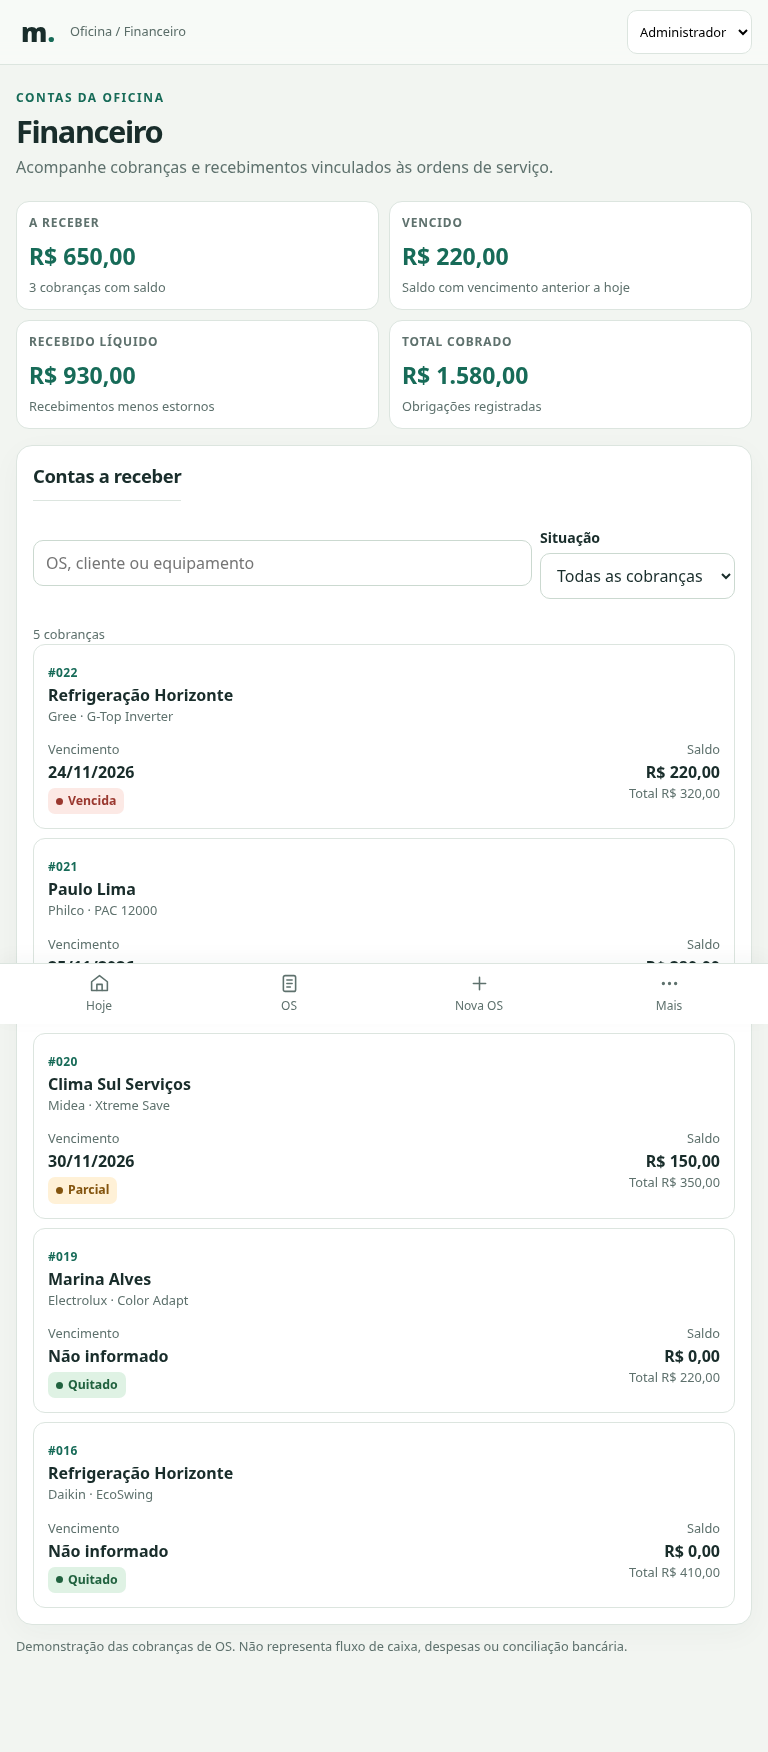 m. Oficina / Financeiro Administrador
CONTAS DA OFICINA
Financeiro
Acompanhe cobranças e recebimentos vinculados às ordens de serviço.
A RECEBER
R$ 650,00
3 cobranças com saldo
VENCIDO
R$ 220,00
Saldo com vencimento anterior a hoje
RECEBIDO LÍQUIDO
R$ 930,00
Recebimentos menos estornos
TOTAL COBRADO
R$ 1.580,00
Obrigações registradas
Contas a receber
OS, cliente ou equipamento
Situação
Todas as cobranças
5 cobranças
#022
Refrigeração Horizonte
Gree · G-Top Inverter
Vencimento Saldo
24/11/2026 R$ 220,00
Vencida Total R$ 320,00
#021
Paulo Lima
Philco · PAC 12000
Vencimento Saldo
Hoje OS Nova OS Mais
#020
Clima Sul Serviços
Midea · Xtreme Save
Vencimento Saldo
30/11/2026 R$ 150,00
Parcial Total R$ 350,00
#019
Marina Alves
Electrolux · Color Adapt
Vencimento Saldo
Não informado R$ 0,00
Quitado Total R$ 220,00
#016
Refrigeração Horizonte
Daikin · EcoSwing
Vencimento Saldo
Não informado R$ 0,00
Quitado Total R$ 410,00
Demonstração das cobranças de OS. Não representa fluxo de caixa, despesas ou conciliação bancária.